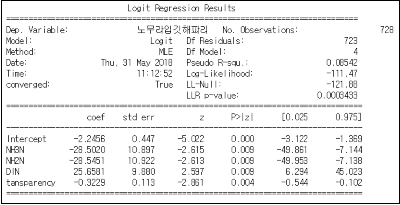 Logit Regression Results
Dep. Variable: 노무라입깃해파리 No. Observations: 728
Model: Logit Df Residuals: 723
Method: MLE Df Model: 4
Date: Thu, 31 May 2018 Pseudo R-squ.: 0.08542
Time: 11:12:52 Log-Likelihood: -111.47
converged: True LL-Null: -121.88
LLR p-value: 0.0003433
coef std err z P>|z| [0.025 0.975]
Intercept -2.2456 0.447 -5.022 0.000 -3.122 -1.369
NH3N -28.5020 10.897 -2.615 0.009 -49.861 -7.144
NH2N -28.5451 10.922 -2.613 0.009 -49.953 -7.138
DIN 25.6581 9.880 2.597 0.009 6.294 45.023
tansparency -0.3229 0.113 -2.861 0.004 -0.544 -0.102